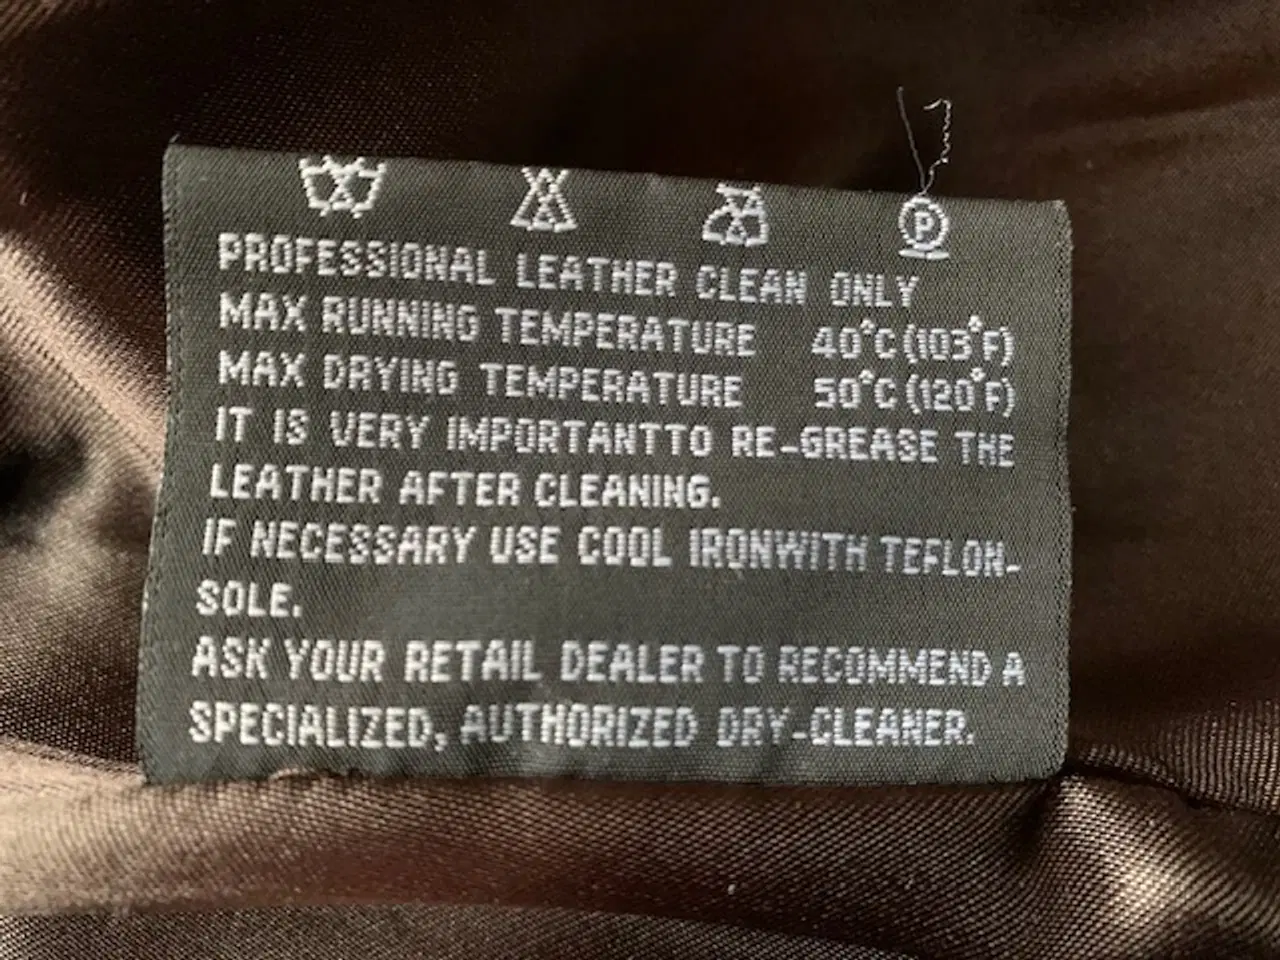 P
PROFESSIONAL LEATHER CLEAN ONLY
MAX RUNNING TEMPERATURE 40°C (103°F)
MAX DRYING TEMPERATURE 50°C (120°F)
IT IS VERY IMPORTANTTO RE-GREASE THE
LEATHER AFTER CLEANING.
IF NECESSARY USE COOL IRONWITH TEFLON-
SOLE.
ASK YOUR RETAIL DEALER TO RECOMMEND A
SPECIALIZED, AUTHORIZED DRY-CLEANER.